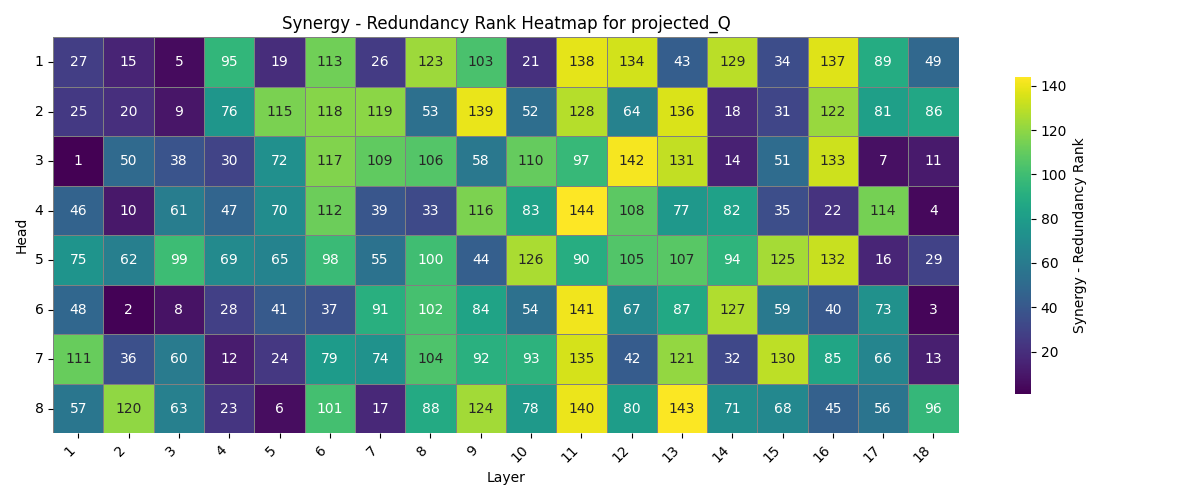 Synergy - Redundancy Rank Heatmap for projected_Q
1 27 15 5 95 19 113 26 123 103 21 138 134 43 129 34 137 89 49
2 25 20 9 76 115 118 119 53 139 52 128 64 136 18 31 122 81 86
3 1 50 38 30 72 117 109 106 58 110 97 142 131 14 51 133 7 11
4 46 10 61 47 70 112 39 33 116 83 144 108 77 82 35 22 114 4
5 75 62 99 69 65 98 55 100 44 126 90 105 107 94 125 132 16 29
6 48 2 8 28 41 37 91 102 84 54 141 67 87 127 59 40 73 3
7 111 36 60 12 24 79 74 104 92 93 135 42 121 32 130 85 66 13
8 57 120 63 23 6 101 17 88 124 78 140 80 143 71 68 45 56 96
1 2 3 4 5 6 7 8 9 10 11 12 13 14 15 16 17 18
Layer
Head
140
120
100
80
60
40
20
Synergy - Redundancy Rank